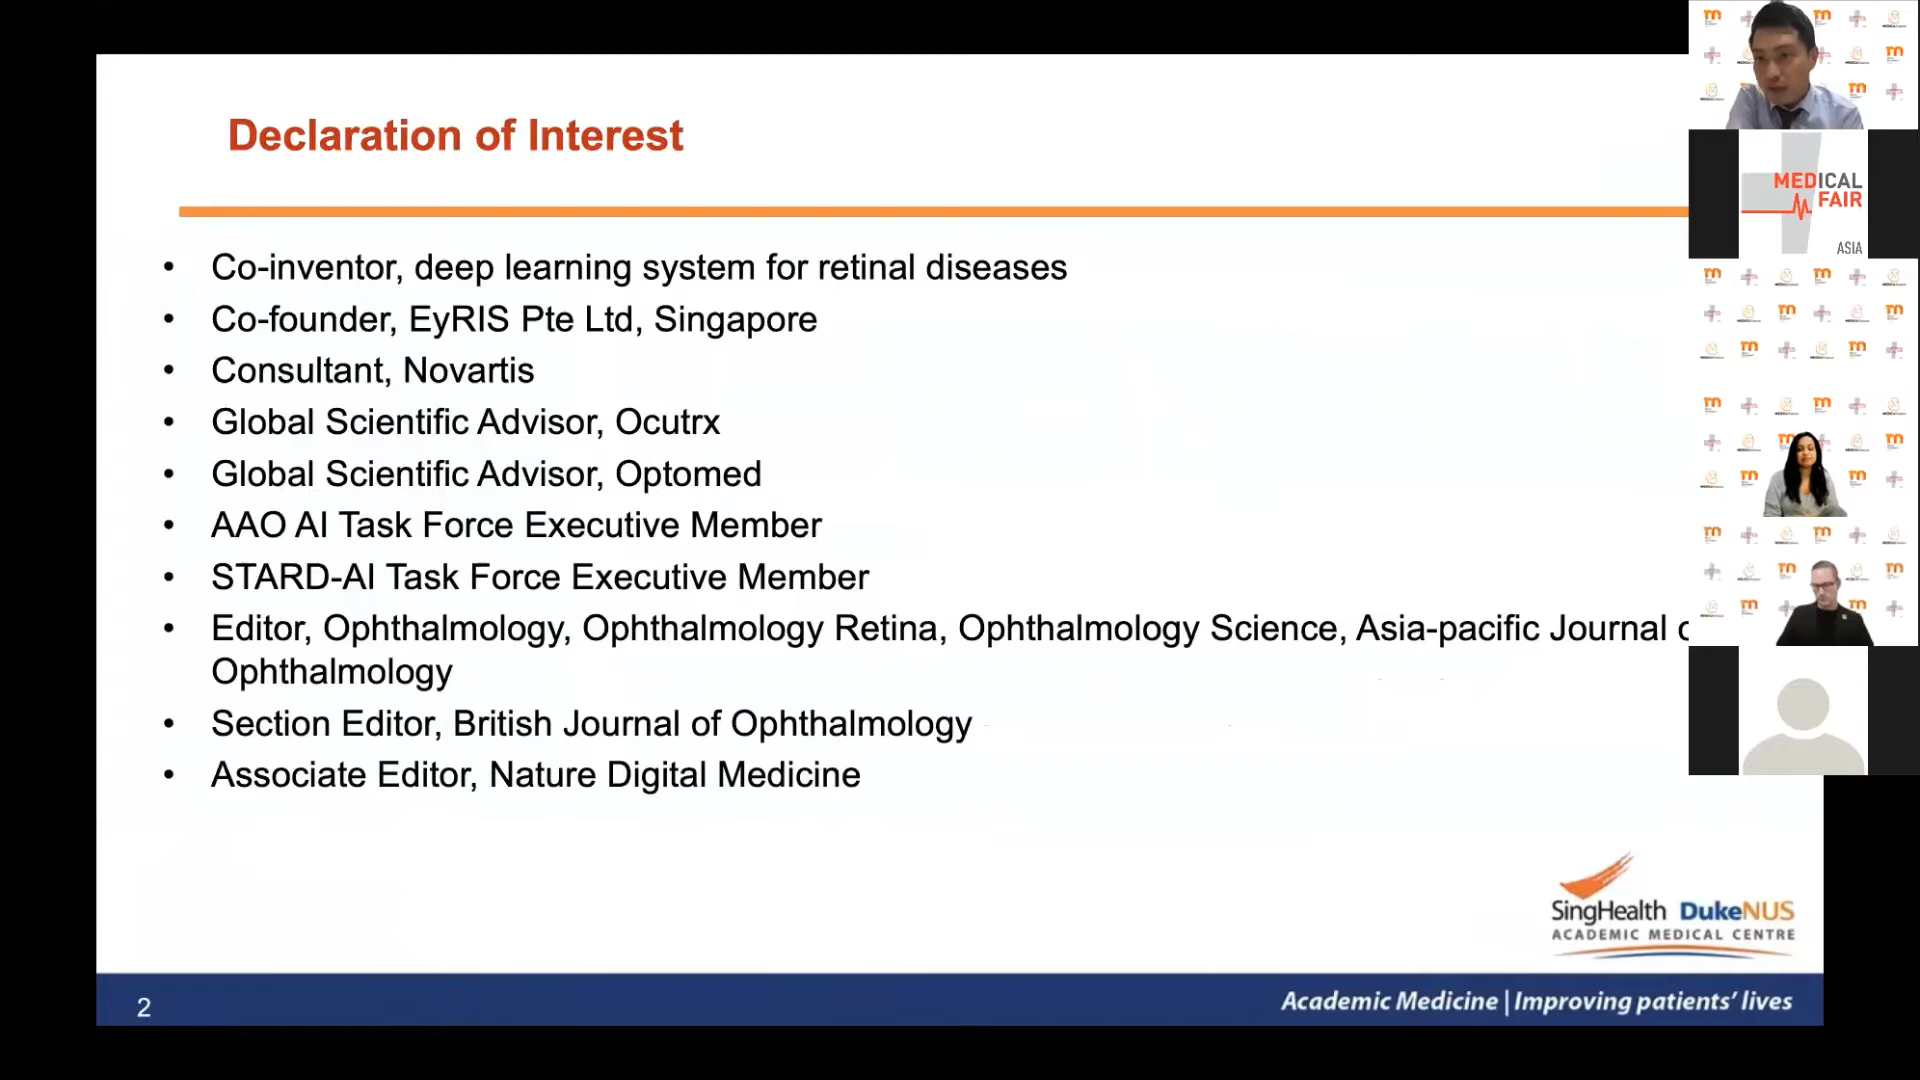 Declaration of Interest
• Co-inventor, deep learning system for retinal diseases
• Co-founder, EyRIS Pte Ltd, Singapore
• Consultant, Novartis
• Global Scientific Advisor, Ocutrx
• Global Scientific Advisor, Optomed
• AAO AI Task Force Executive Member
• STARD-AI Task Force Executive Member
• Editor, Ophthalmology, Ophthalmology Retina, Ophthalmology Science, Asia-pacific Journal
Ophthalmology
• Section Editor, British Journal of Ophthalmology
• Associate Editor, Nature Digital Medicine
SingHealth DukeNUS
ACADEMIC MEDICAL CENTRE
2
Academic Medicine | Improving patients' lives
MEDICAL
FAIR
ASIA